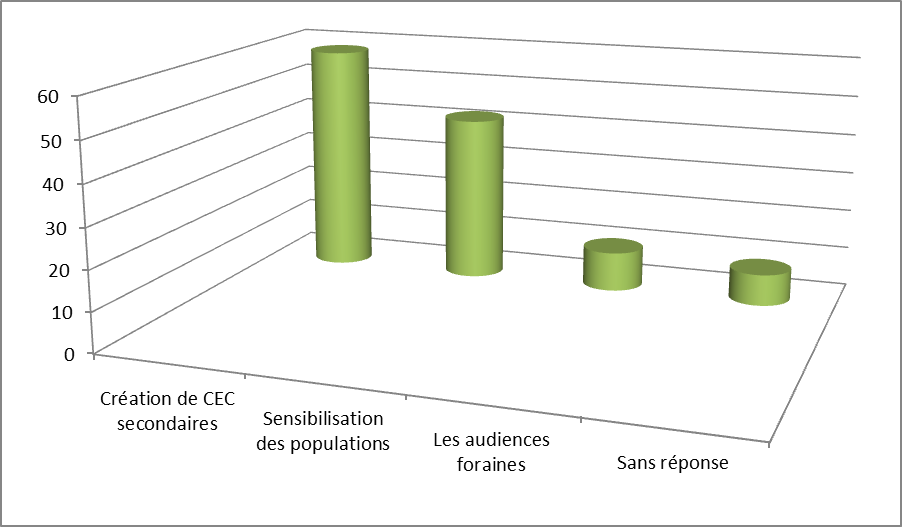 60
50
40
30
20
10
0
Création de CEC
secondaires
Sensibilisation
des populations
Les audiences
foraines
Sans réponse